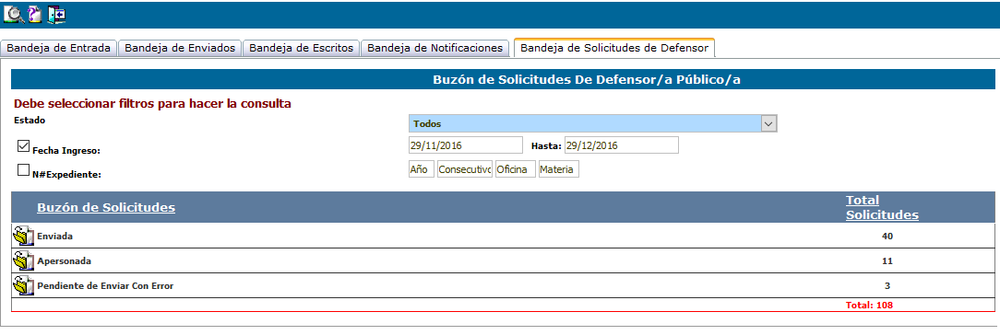 Bandeja de Entrada Bandeja de Enviados Bandeja de Escritos Bandeja de Notificaciones Bandeja de Solicitudes de Defensor
Buzón de Solicitudes De Defensor/a Público/a
Debe seleccionar filtros para hacer la consulta
Estado Todos
Fecha Ingreso: 29/11/2016 Hasta: 29/12/2016
N#Expediente: Año Consecutivo Oficina Materia
Buzón de Solicitudes Total
Solicitudes
Enviada 40
Apersonada 11
Pendiente de Enviar Con Error 3
Total: 108